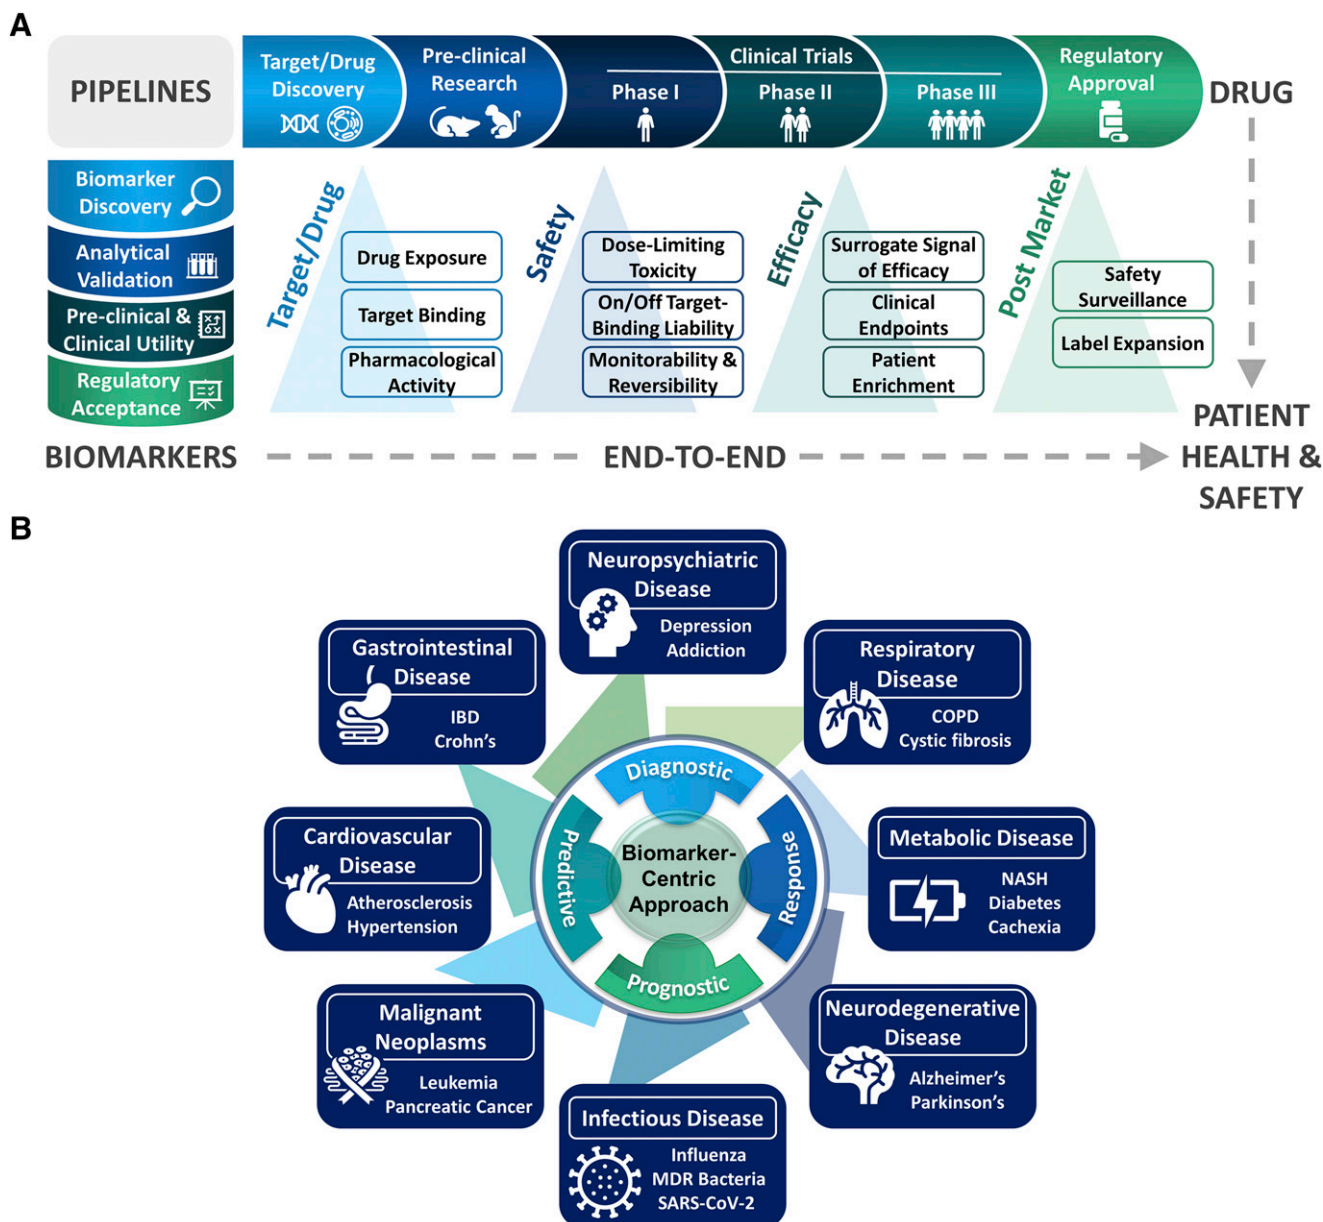 A
PIPELINES
Target/Drug
Discovery
Pre-clinical
Research
Clinical Trials
Phase I
Phase II
Phase III
Regulatory
Approval
DRUG
Biomarker
Discovery
Analytical
Validation
Pre-clinical &
Clinical Utility
Regulatory
Acceptance
Target/Drug
Drug Exposure
Target Binding
Pharmacological
Activity
Safety
Dose-Limiting
Toxicity
On/Off Target-
Binding Liability
Monitorability &
Reversibility
Efficacy
Surrogate Signal
of Efficacy
Clinical
Endpoints
Patient
Enrichment
Post Market
Safety
Surveillance
Label Expansion
BIOMARKERS
END-TO-END
PATIENT
HEALTH &
SAFETY
B
Neuropsychiatric
Disease
Depression
Addiction
Gastrointestinal
Disease
IBD
Crohn's
Respiratory
Disease
COPD
Cystic fibrosis
Cardiovascular
Disease
Atherosclerosis
Hypertension
Diagnostic
Predictive
Biomarker-
Centric
Approach
Response
Prognostic
Metabolic Disease
NASH
Diabetes
Cachexia
Malignant
Neoplasms
Leukemia
Pancreatic Cancer
Neurodegenerative
Disease
Alzheimer's
Parkinson's
Infectious Disease
Influenza
MDR Bacteria
SARS-CoV-2